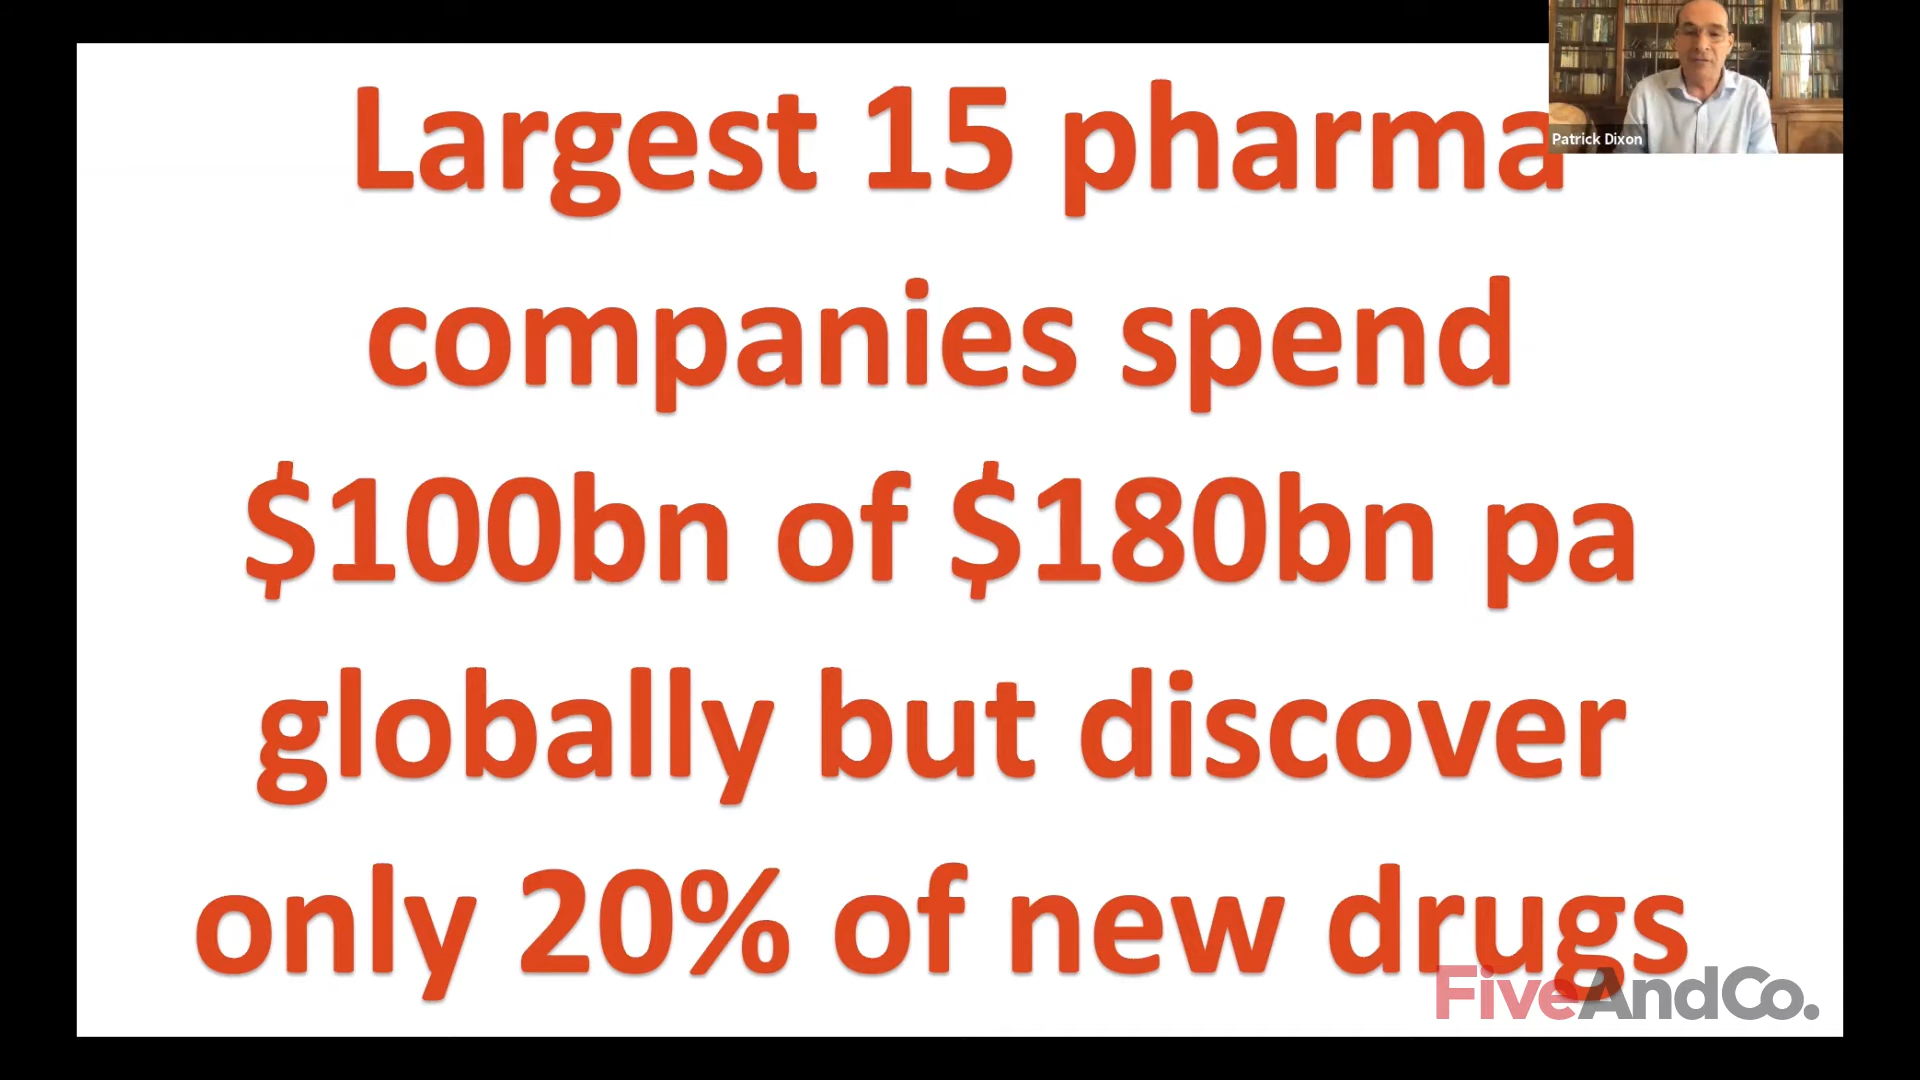 Largest 15 pharma
companies spend
$100bn of $180bn pa
globally but discover
only 20% of new drugs
Patrick Dixon
FiveAndCo.